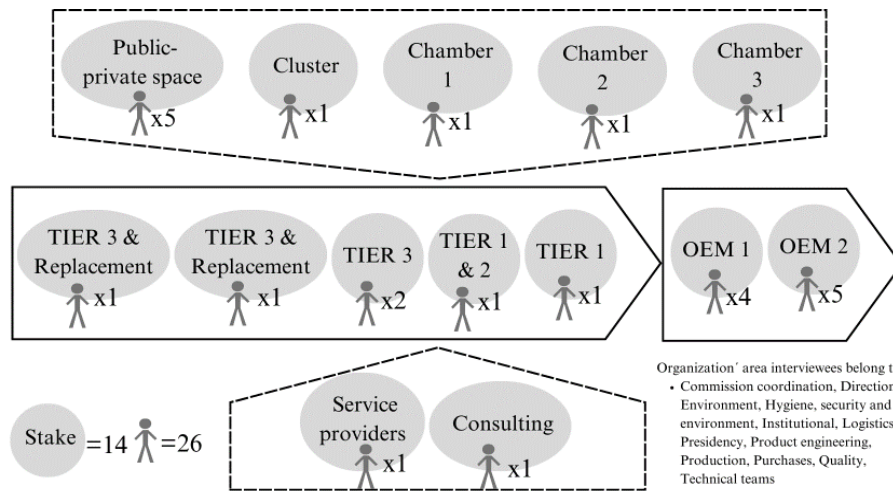 Public-
private space
x5
Cluster
x1
Chamber
1
x1
Chamber
2
x1
Chamber
3
x1
TIER 3 &
Replacement
x1
TIER 3 &
Replacement
x1
TIER 3
x2
TIER 1
& 2
x1
TIER 1
x1
OEM 1
x4
OEM 2
x5
Service
providers
x1
Consulting
x1
Stake =14 =26
Organization´ area interviewees belong t
• Commission coordination, Direction
Environment, Hygiene, security and
environment, Institutional, Logistics
Presidency, Product engineering,
Production, Purchases, Quality,
Technical teams